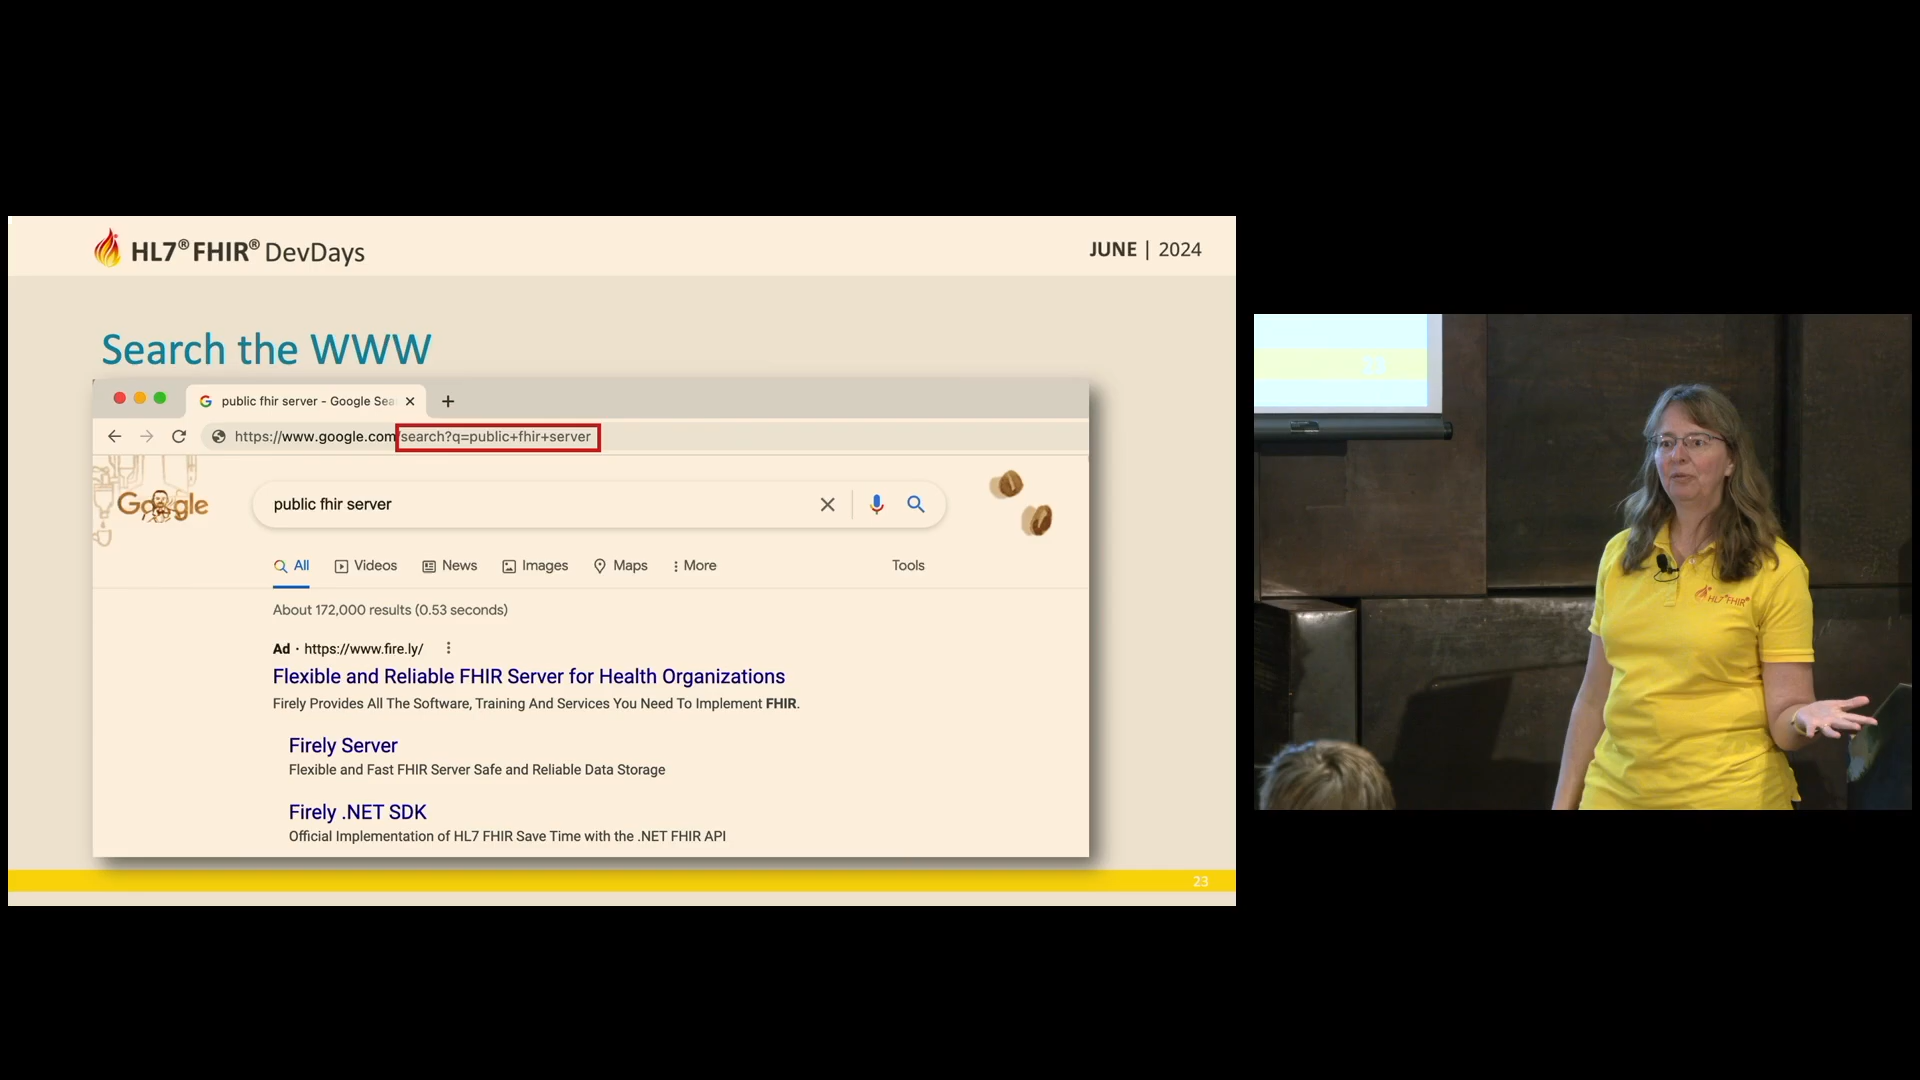 HL7® FHIR® DevDays
JUNE | 2024
Search the WWW
public fhir server - Google Sea
https://www.google.com/search?q=public+fhir+server
Google
public fhir server
All Videos News Images Maps More Tools
About 172,000 results (0.53 seconds)
Ad · https://www.fire.ly/
Flexible and Reliable FHIR Server for Health Organizations
Firely Provides All The Software, Training And Services You Need To Implement FHIR.
Firely Server
Flexible and Fast FHIR Server Safe and Reliable Data Storage
Firely .NET SDK
Official Implementation of HL7 FHIR Save Time with the .NET FHIR API
23
23
HL7® FHIR®